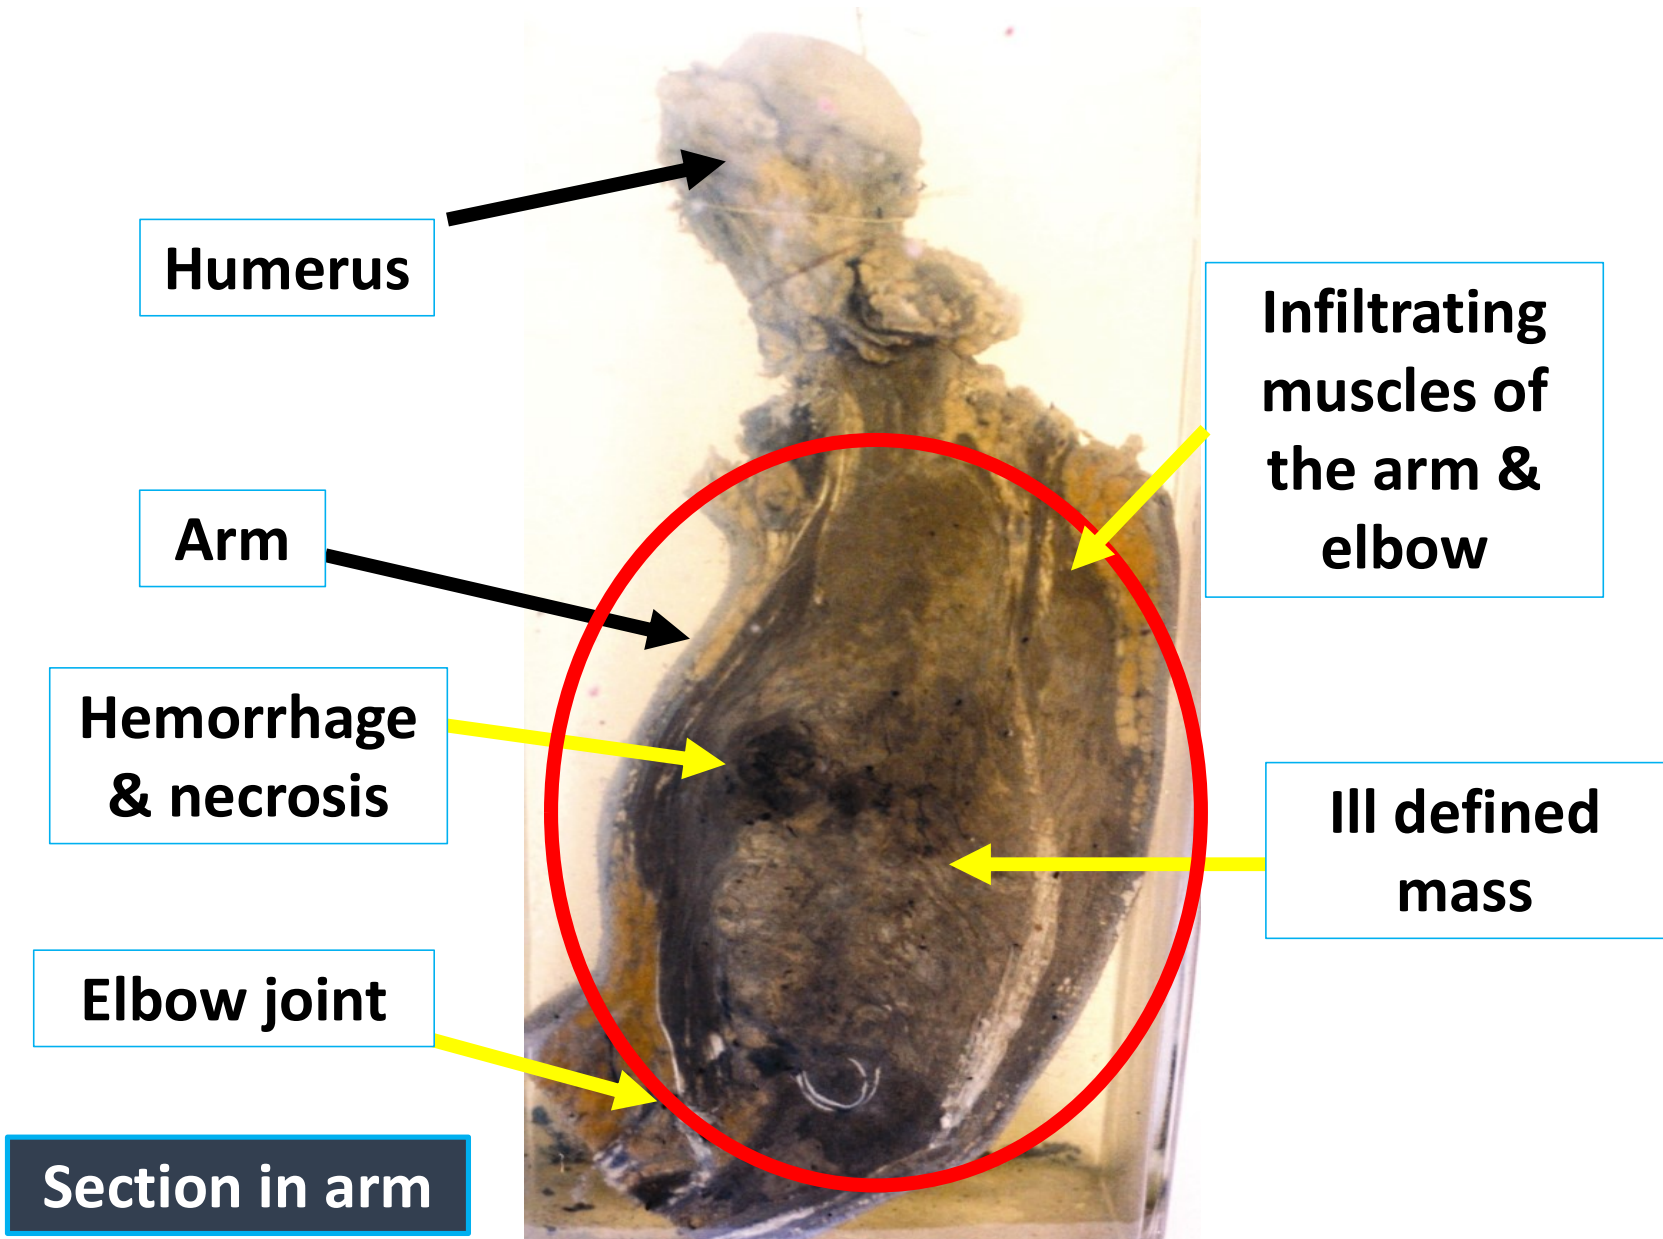 Humerus
Infiltrating
muscles of
the arm &
elbow
Arm
Hemorrhage
& necrosis
Ill defined
mass
Elbow joint
Section in arm